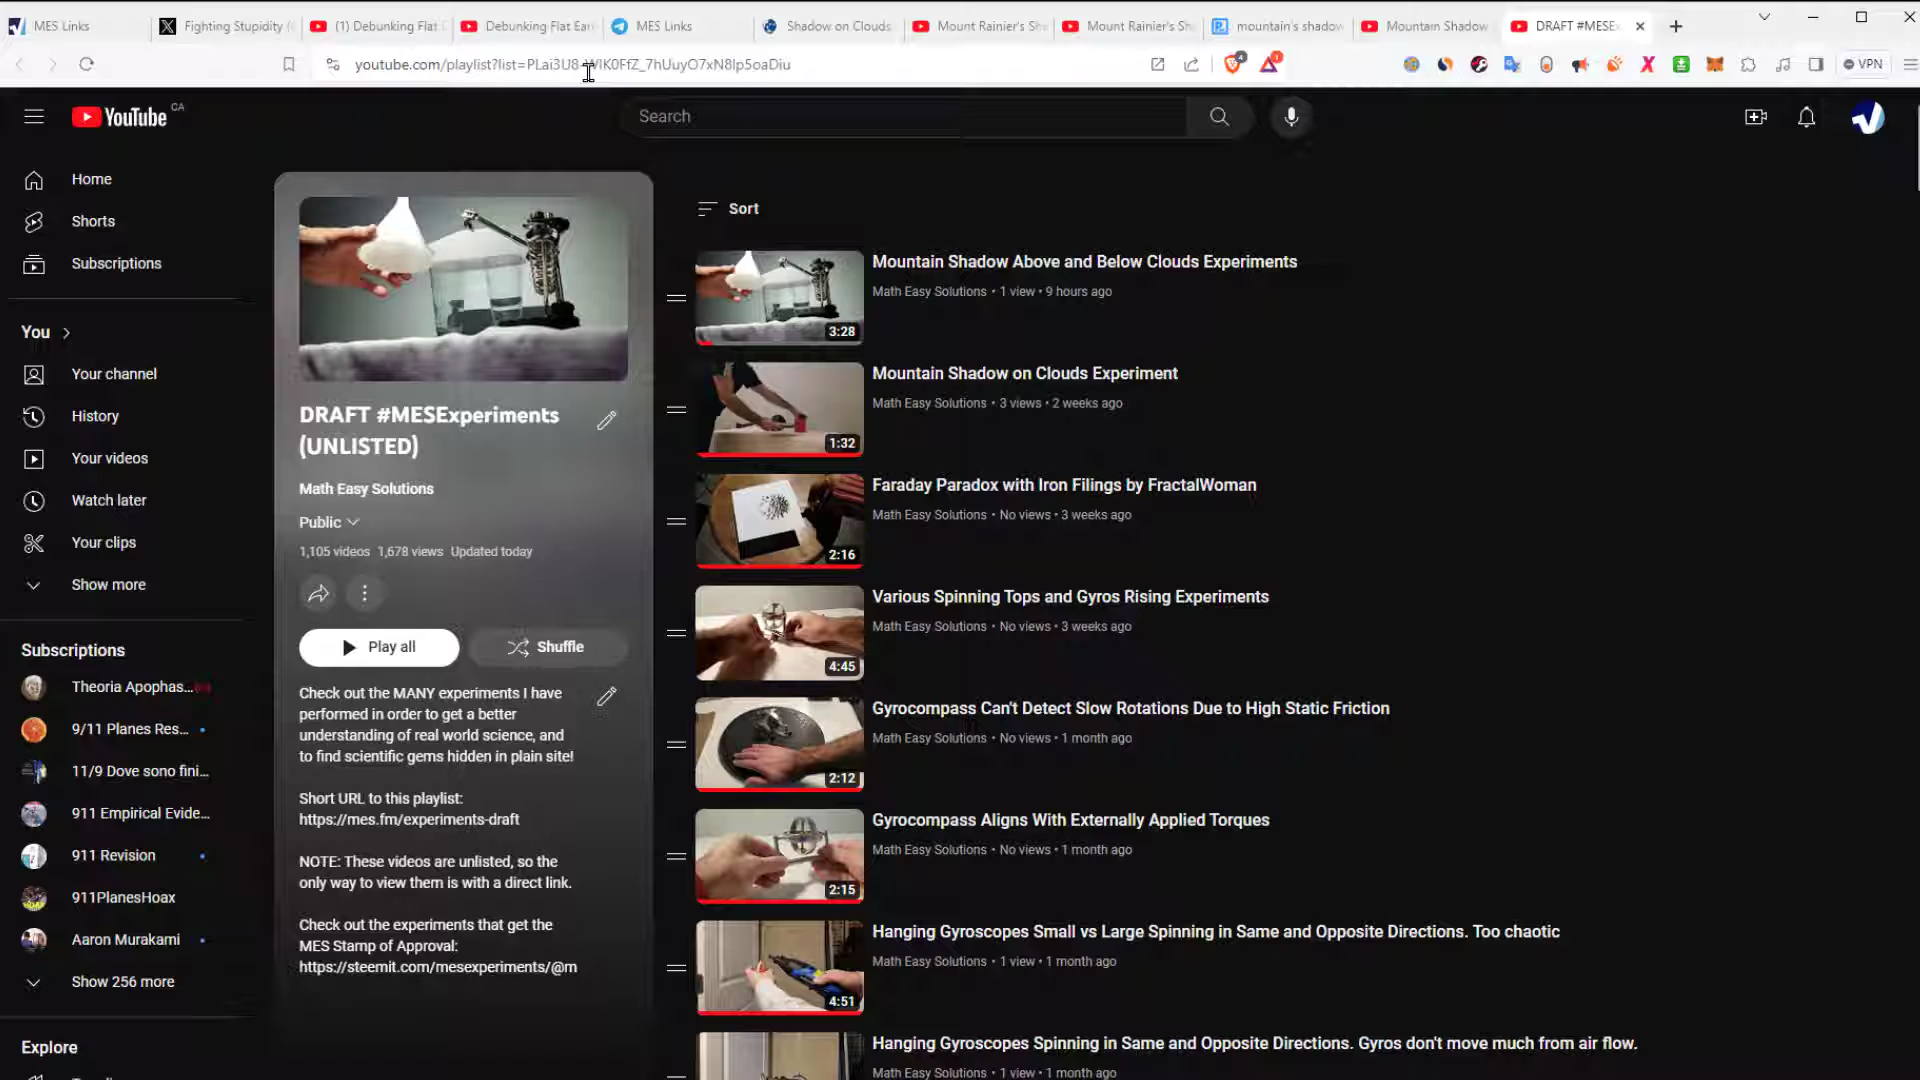 MES Links
Fighting Stupidity (
(1) Debunking Flat E
Debunking Flat Ear
MES Links
Shadow on Clouds
Mount Rainier's Sh
Mount Rainier's Sh
mountain's shadow
Mountain Shadow
DRAFT #MESEx
youtube.com/playlist?list=PLai3U8-WIK0FfZ_7hUuyO7xN8lp5oaDiu
4
1
VPN
YouTube CA
Search
Home
Shorts
Subscriptions
You
Your channel
History
Your videos
Watch later
Your clips
Show more
Subscriptions
Theoria Apophas...
9/11 Planes Res...
11/9 Dove sono fini...
911 Empirical Evide...
911 Revision
911PlanesHoax
Aaron Murakami
Show 256 more
Explore
DRAFT #MESExperiments
(UNLISTED)
Math Easy Solutions
Public
1,105 videos 1,678 views Updated today
Play all
Shuffle
Check out the MANY experiments I have
performed in order to get a better
understanding of real world science, and
to find scientific gems hidden in plain site!
Short URL to this playlist:
https://mes.fm/experiments-draft
NOTE: These videos are unlisted, so the
only way to view them is with a direct link.
Check out the experiments that get the
MES Stamp of Approval:
https://steemit.com/mesexperiments/@m
Sort
Mountain Shadow Above and Below Clouds Experiments
Math Easy Solutions • 1 view • 9 hours ago
3:28
Mountain Shadow on Clouds Experiment
Math Easy Solutions • 3 views • 2 weeks ago
1:32
Faraday Paradox with Iron Filings by FractalWoman
Math Easy Solutions • No views • 3 weeks ago
2:16
Various Spinning Tops and Gyros Rising Experiments
Math Easy Solutions • No views • 3 weeks ago
4:45
Gyrocompass Can't Detect Slow Rotations Due to High Static Friction
Math Easy Solutions • No views • 1 month ago
2:12
Gyrocompass Aligns With Externally Applied Torques
Math Easy Solutions • No views • 1 month ago
2:15
Hanging Gyroscopes Small vs Large Spinning in Same and Opposite Directions. Too chaotic
Math Easy Solutions • 1 view • 1 month ago
4:51
Hanging Gyroscopes Spinning in Same and Opposite Directions. Gyros don't move much from air flow.
Math Easy Solutions • 1 view • 1 month ago